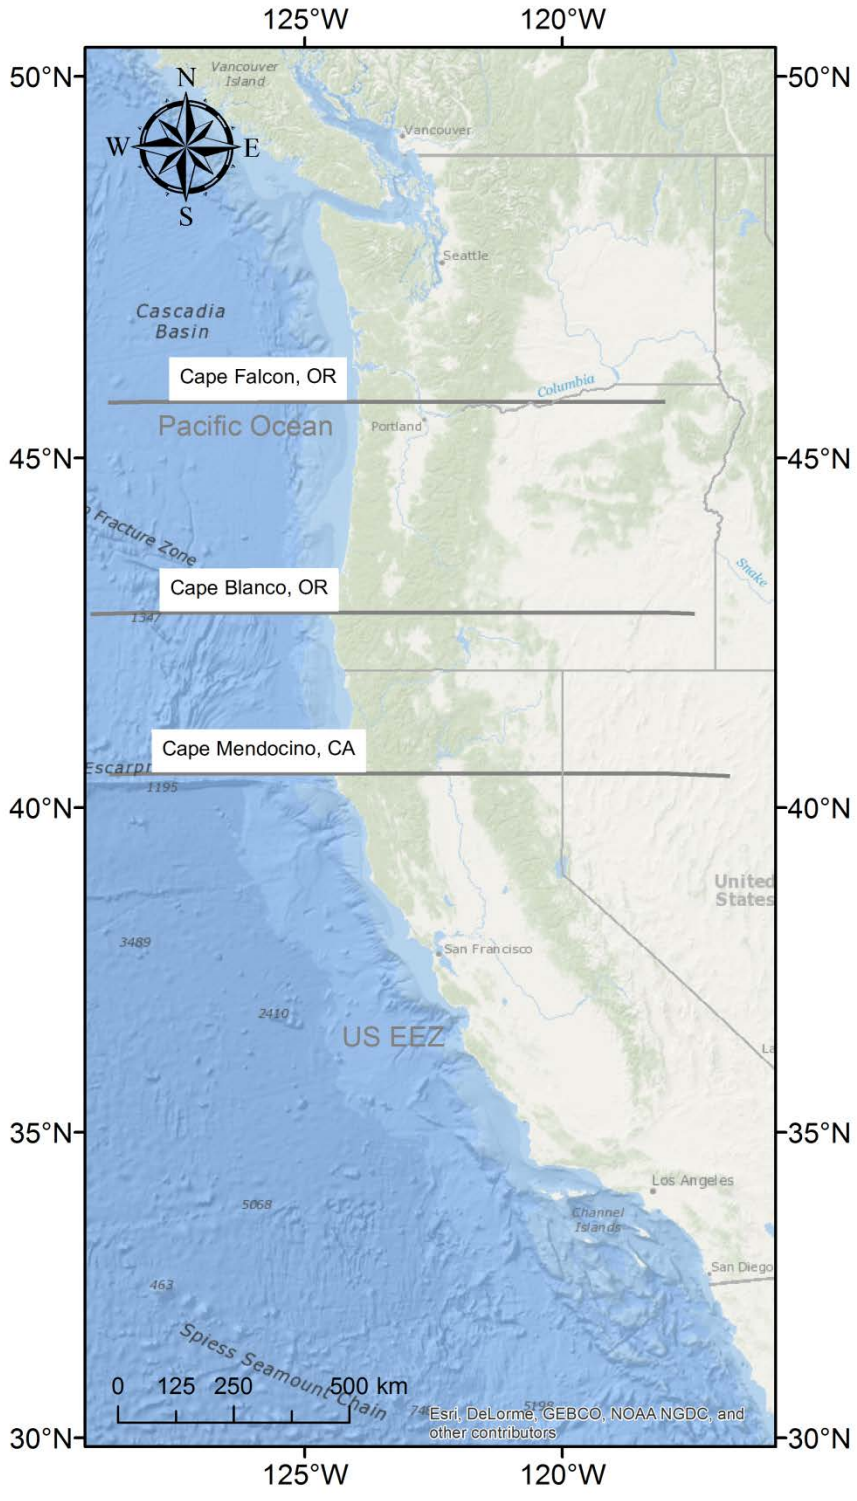 125°W 120°W
50°N 50°N
Vancouver
Island
N
W E
S
Vancouver
Seattle
Cascadia
Basin
Cape Falcon, OR
Columbia
Pacific Ocean
Portland
45°N 45°N
Fracture Zone
Snake
Cape Blanco, OR
1347
Cape Mendocino, CA
Escarp
1195
40°N 40°N
United
States
3489
San Francisco
2410
US EEZ
La
35°N 35°N
Los Angeles
5068
Channel
Islands
San Diego
463
Spiess Seamount Chain
0 125 250 500 km
5198
Esri, DeLorme, GEBCO, NOAA NGDC, and
other contributors
30°N 30°N
125°W 120°W